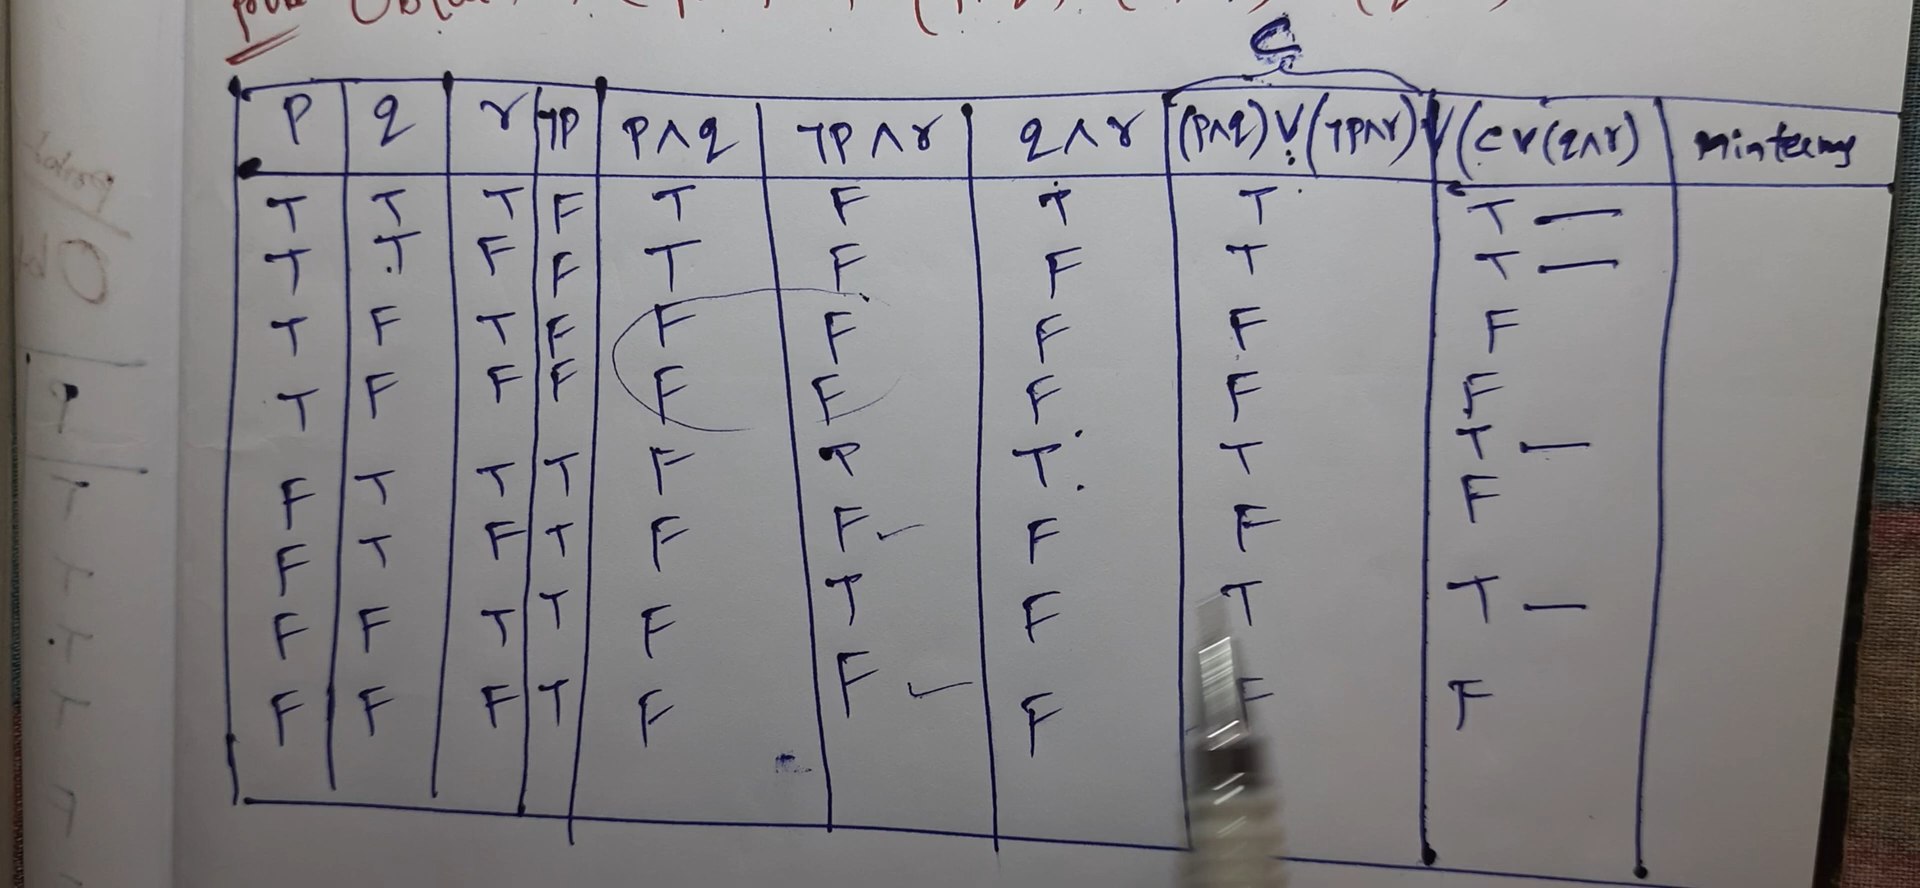 P q r ¬P P∧q ¬P∧r q∧r C (P∧q)∨(¬P∧r) ∨(C∨(q∧r) Minterms
T T T F T F T T T —
T T F F T F F T T —
T F T F F F F F F
T F F F F F F F F
F T T T F T T T T —
F T F T F F F F F
F F T T F T F T T —
F F F T F F F F F